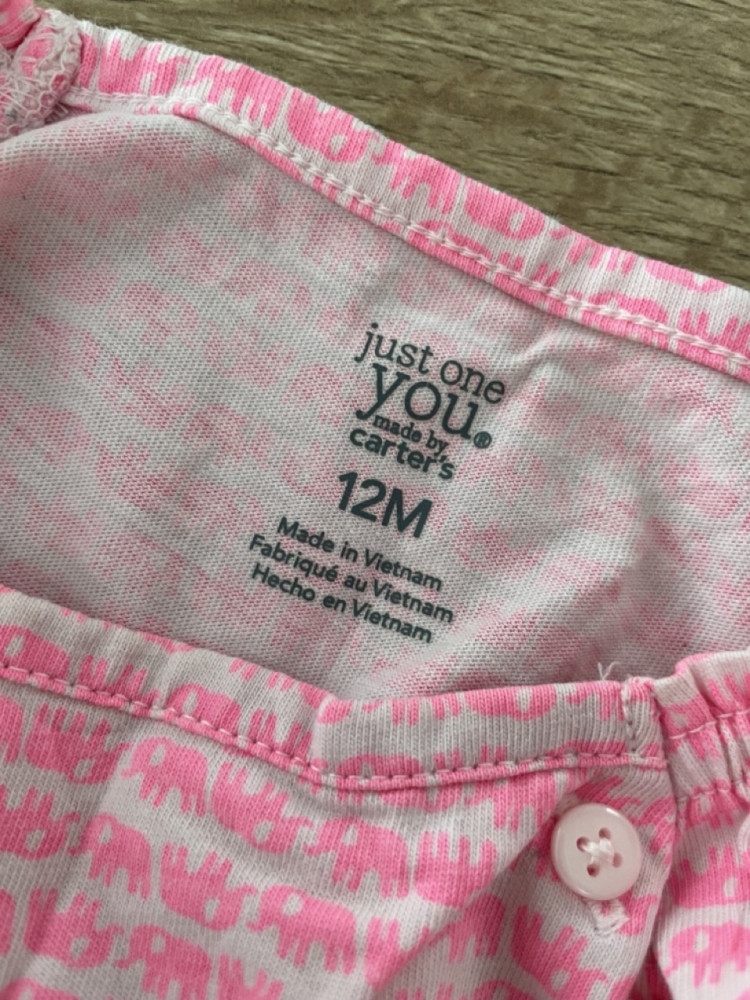 just one
you®
made by
carter's
12M
Made in Vietnam
Fabriqué au Vietnam
Hecho en Vietnam